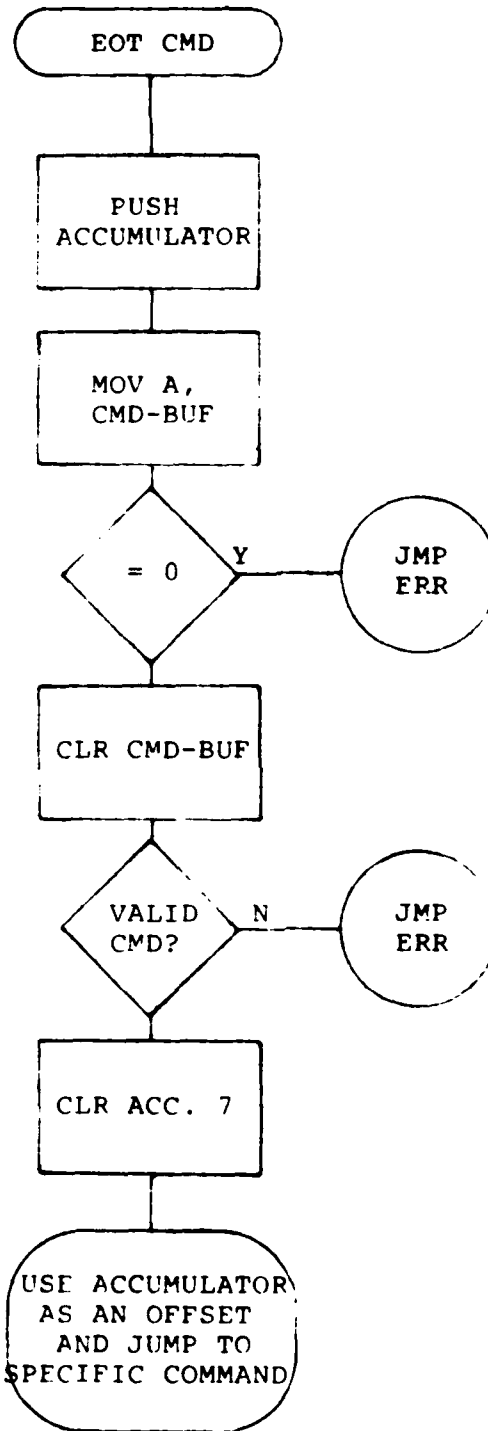 EOT CMD
PUSH
ACCUMULATOR
MOV A,
CMD-BUF
= 0
Y
JMP
ERR
CLR CMD-BUF
VALID
CMD?
N
JMP
ERR
CLR ACC. 7
USE ACCUMULATOR
AS AN OFFSET
AND JUMP TO
SPECIFIC COMMAND